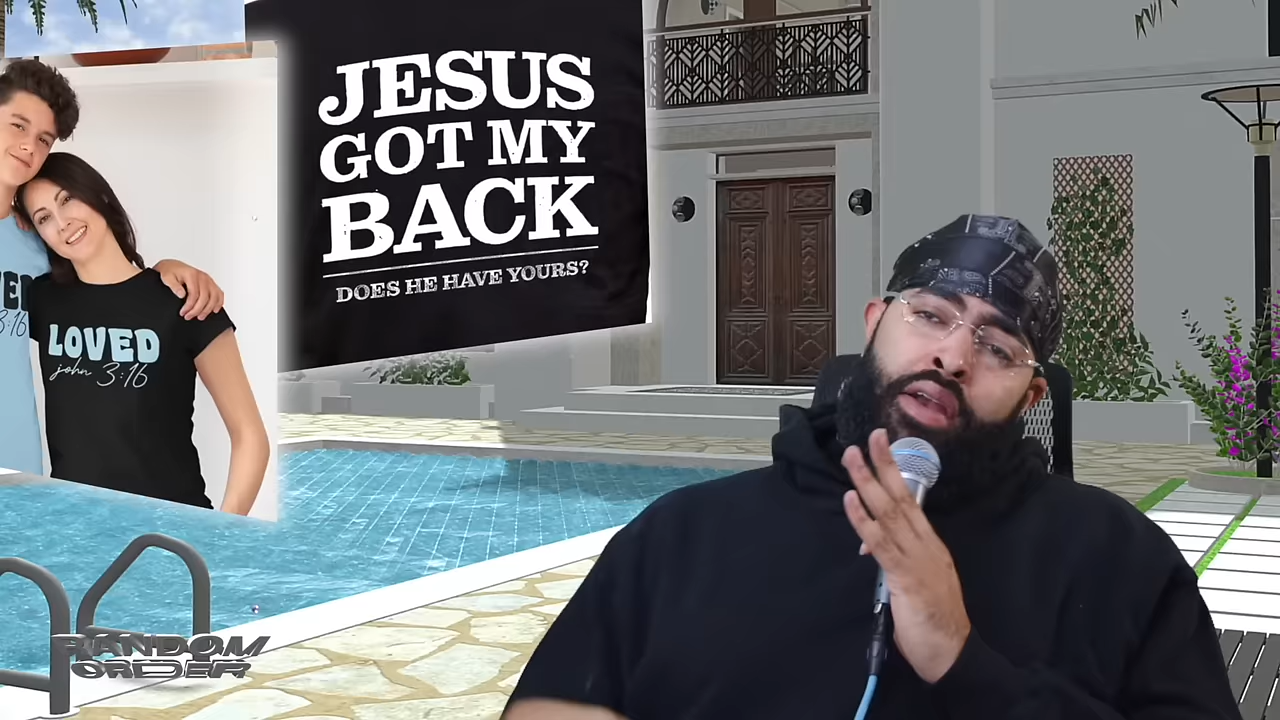 JESUS
GOT MY
BACK
DOES HE HAVE YOURS?
LOVED
john 3:16
3:16
RANDOM
ORDER